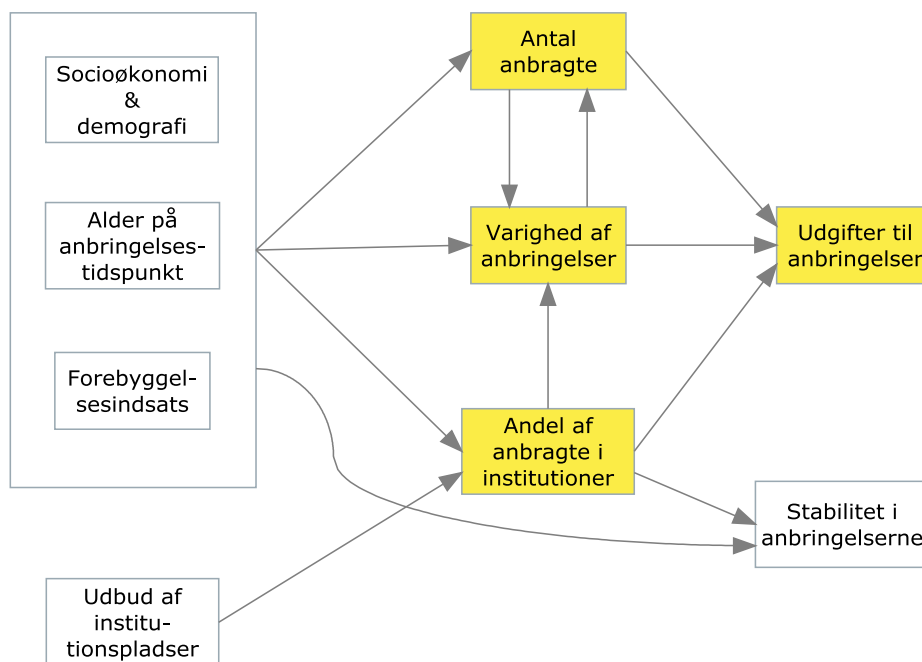 Socioøkonomi
&
demografi
Alder på
anbringelses-
tidspunkt
Forebyggel-
sesindsats
Udbud af
institu-
tionspladser
Antal
anbragte
Varighed af
anbringelser
Andel af
anbragte i
institutioner
Udgifter til
anbringelser
Stabilitet i
anbringelserne